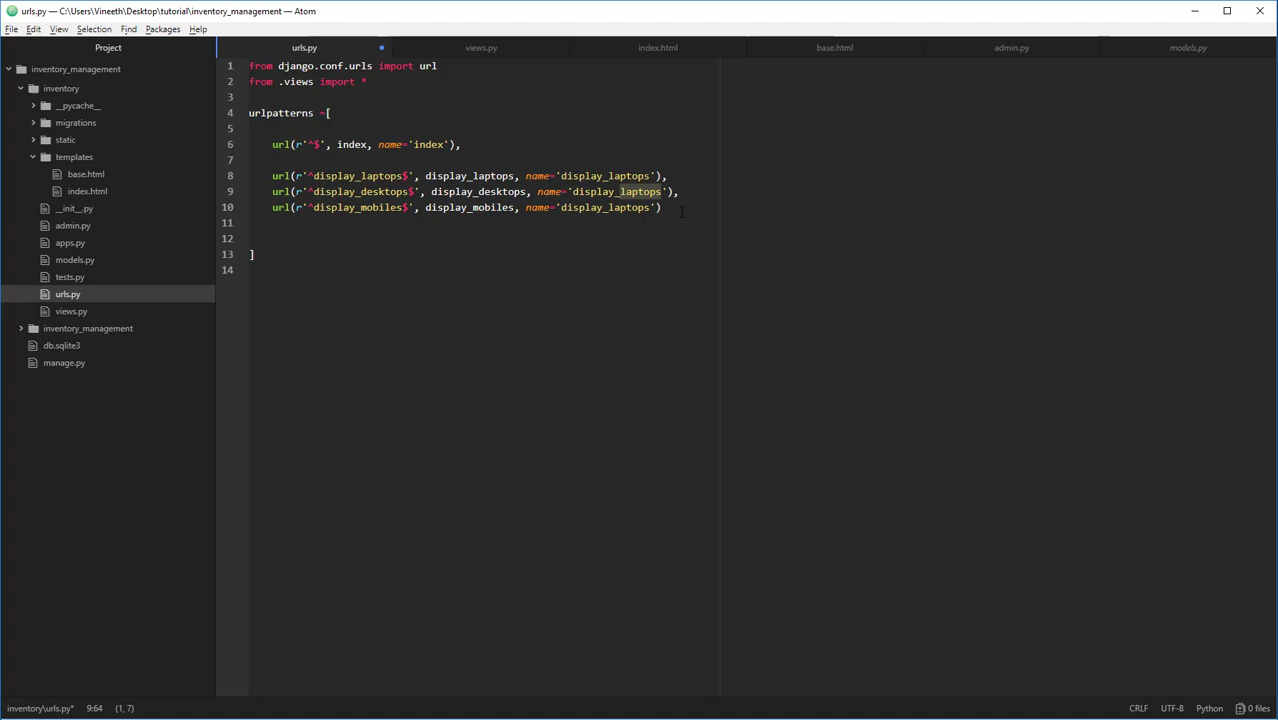 urls.py — C:\Users\Vineeth\Desktop\tutorial\inventory_management — Atom
File Edit View Selection Find Packages Help
Project
urls.py views.py index.html base.html admin.py models.py
inventory_management
inventory
__pycache__
migrations
static
templates
base.html
index.html
__init__.py
admin.py
apps.py
models.py
tests.py
urls.py
views.py
inventory_management
db.sqlite3
manage.py
1 from django.conf.urls import url
2 from .views import *
3
4 urlpatterns =[
5
6 url(r'^$', index, name='index'),
7
8 url(r'^display_laptops$', display_laptops, name='display_laptops'),
9 url(r'^display_desktops$', display_desktops, name='display_laptops'),
10 url(r'^display_mobiles$', display_mobiles, name='display_laptops')
11
12
13 ]
14
inventory\urls.py* 9:64 (1, 7) CRLF UTF-8 Python 0 files